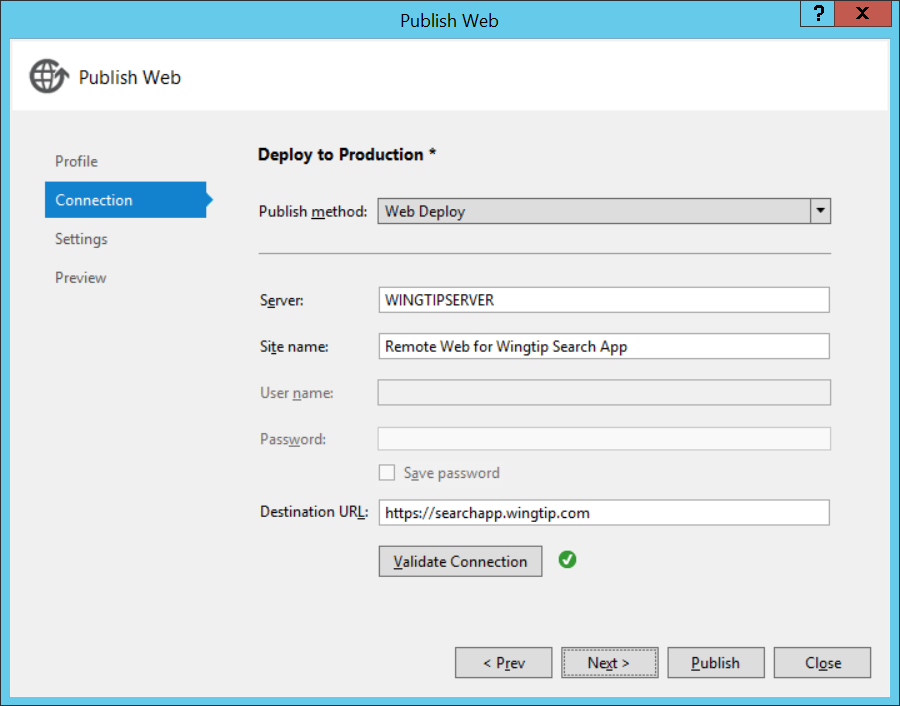 Publish Web
? X
Publish Web
Profile
Connection
Settings
Preview
Deploy to Production *
Publish method: Web Deploy
Server: WINGTIPSERVER
Site name: Remote Web for Wingtip Search App
User name:
Password:
Save password
Destination URL: https://searchapp.wingtip.com
Validate Connection
< Prev Next > Publish Close